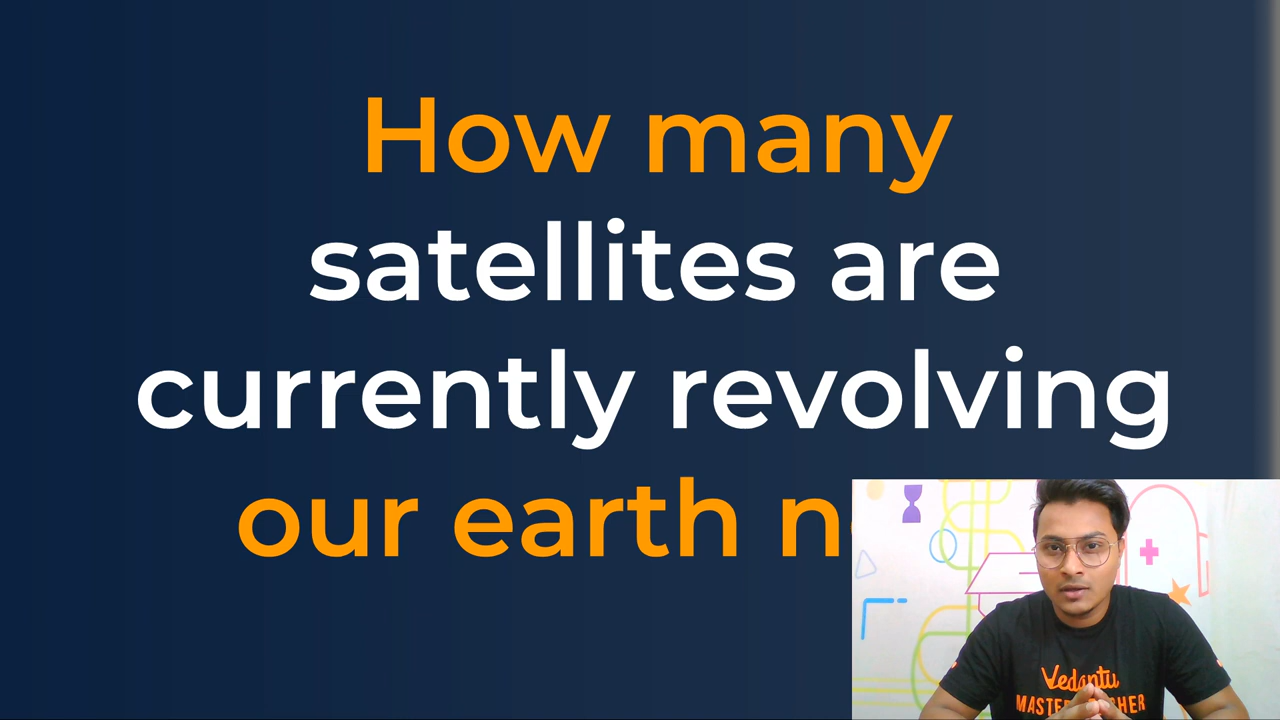 How many
satellites are
currently revolving
our earth
Vedantu